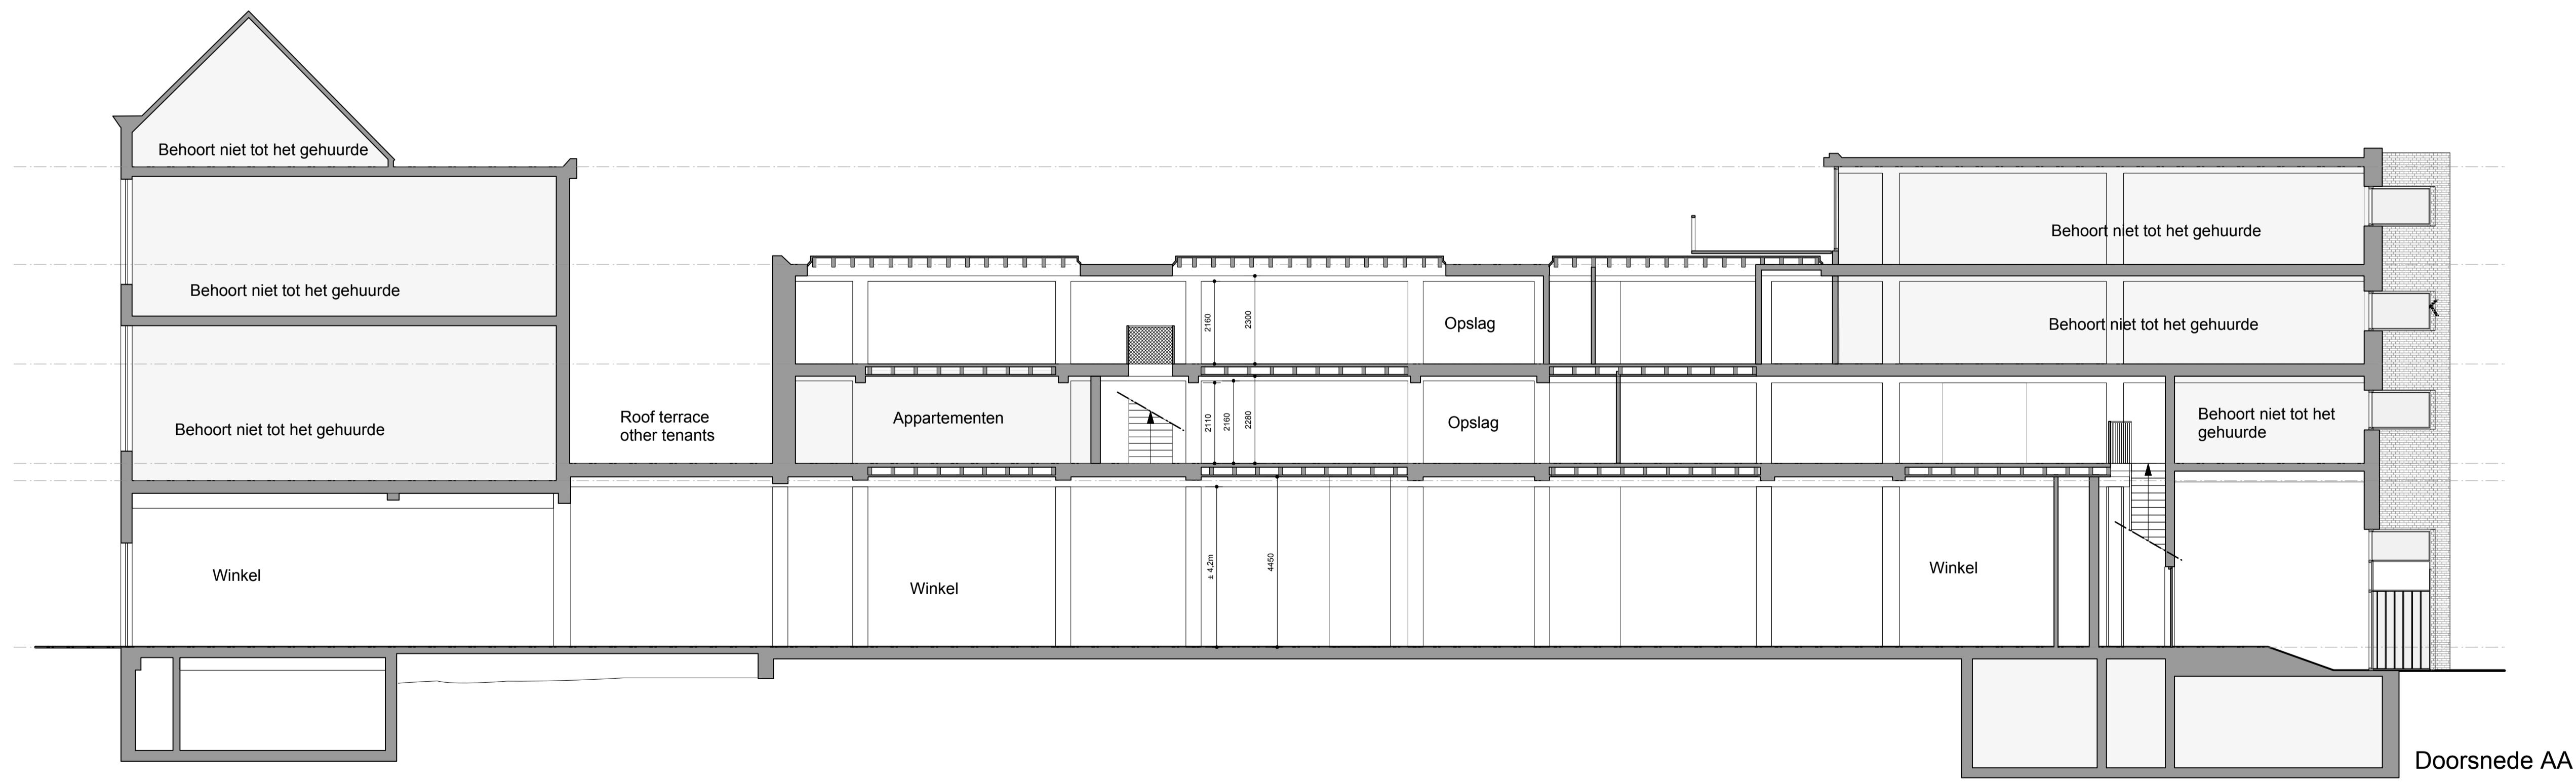 Behoort niet tot het gehuurde
Behoort niet tot het gehuurde
Behoort niet tot het gehuurde
Behoort niet tot het gehuurde
2160
2300
Opslag
Behoort niet tot het gehuurde
Roof terrace
other tenants
Appartementen
2110
2160
2280
Opslag
Behoort niet tot het
gehuurde
Winkel
Winkel
± 4,2m
4450
Winkel
Doorsnede AA